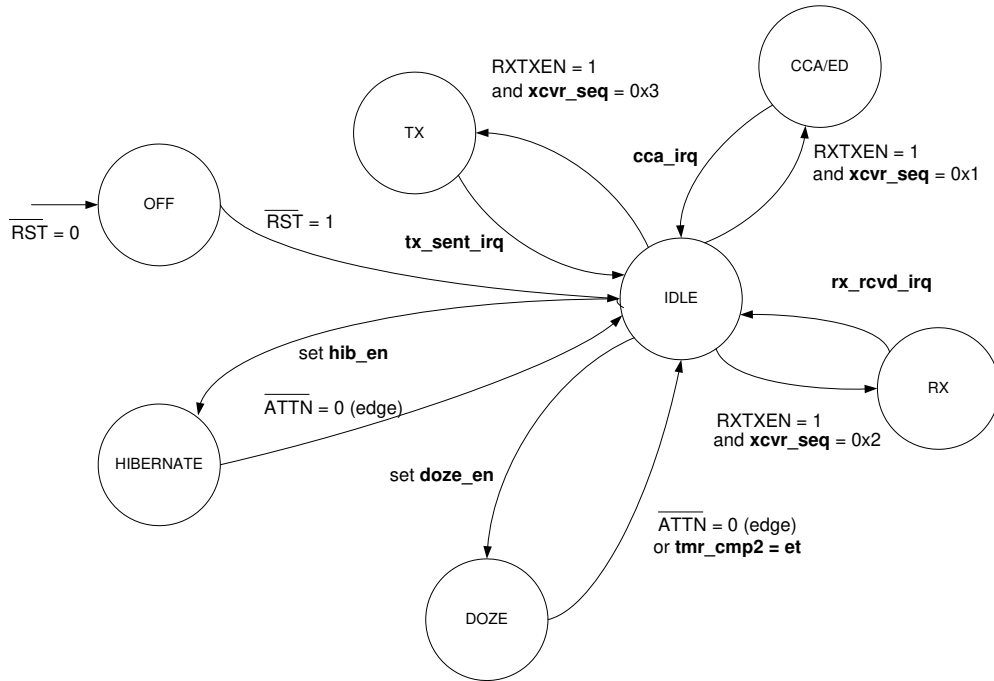 RXTXEN = 1
and xcvr_seq = 0x3
CCA/ED
TX
cca_irq
RXTXEN = 1
and xcvr_seq = 0x1
OFF
RST = 0
RST = 1
tx_sent_irq
IDLE
rx_rcvd_irq
set hib_en
RX
ATTN = 0 (edge)
RXTXEN = 1
and xcvr_seq = 0x2
HIBERNATE
set doze_en
ATTN = 0 (edge)
or tmr_cmp2 = et
DOZE